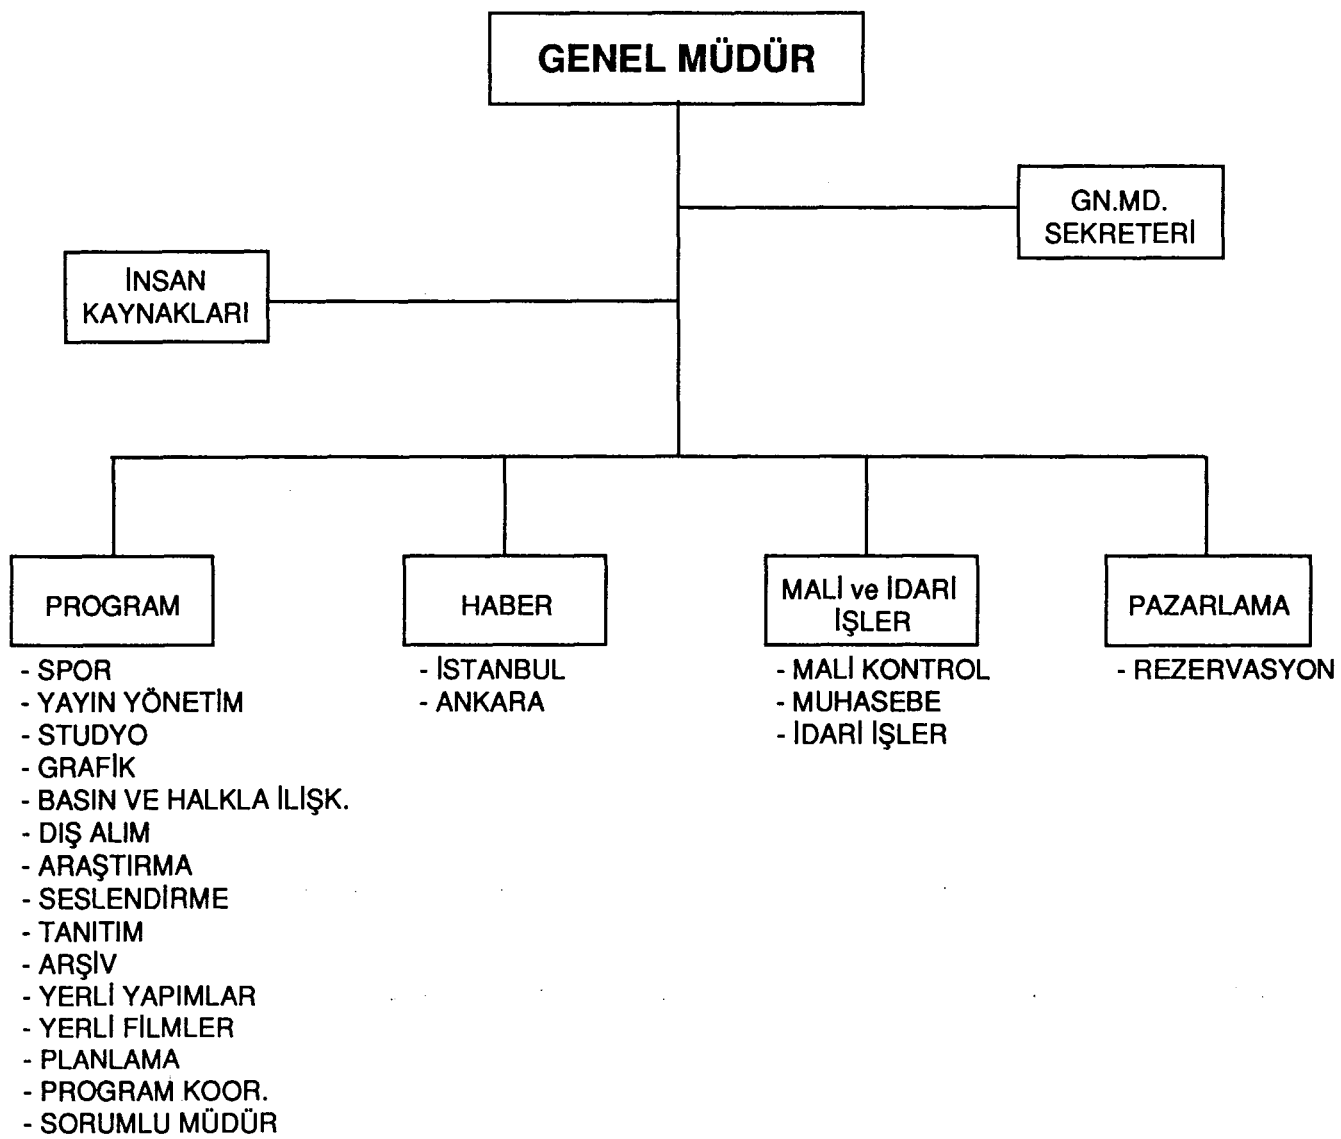 GENEL MÜDÜR
GN.MD.
SEKRETERİ
İNSAN
KAYNAKLARI
PROGRAM
- SPOR
- YAYIN YÖNETİM
- STUDYO
- GRAFİK
- BASIN VE HALKLA İLİŞK.
- DIŞ ALIM
- ARAŞTIRMA
- SESLENDİRME
- TANITIM
- ARŞİV
- YERLİ YAPIMLAR
- YERLİ FİLMLER
- PLANLAMA
- PROGRAM KOOR.
- SORUMLU MÜDÜR
HABER
- İSTANBUL
- ANKARA
MALİ ve İDARİ
İŞLER
- MALİ KONTROL
- MUHASEBE
- İDARİ İŞLER
PAZARLAMA
- REZERVASYON